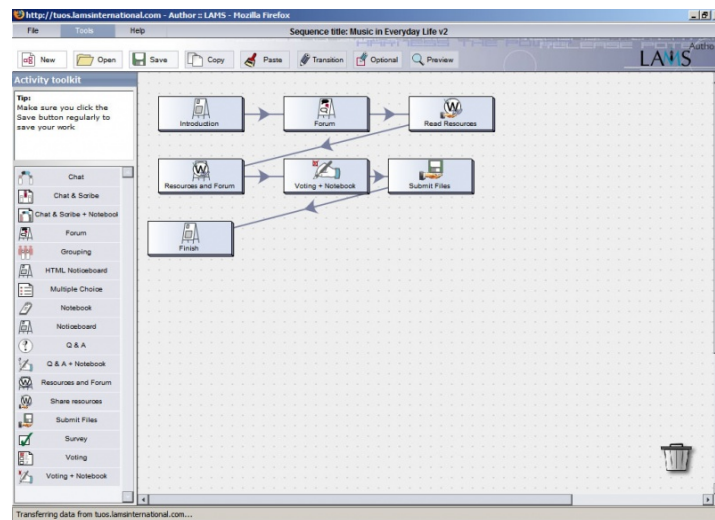 http://tuos.lamsinternational.com - Author :: LAMS - Mozilla Firefox
File Tools Help Sequence title: Music in Everyday Life v2
New Open Save Copy Paste Transition Optional Preview LAMS Autho
Activity toolkit
Tip:
Make sure you click the
Save button regularly to
save your work
Introduction Forum Read Resources
Resources and Forum Voting + Notebook Submit Files
Finish
Chat
Chat & Scribe
Chat & Scribe + Notebook
Forum
Grouping
HTML Noticeboard
Multiple Choice
Notebook
Noticeboard
Q & A
Q & A + Notebook
Resources and Forum
Share resources
Submit Files
Survey
Voting
Voting + Notebook
Transferring data from tuos.lamsinternational.com...